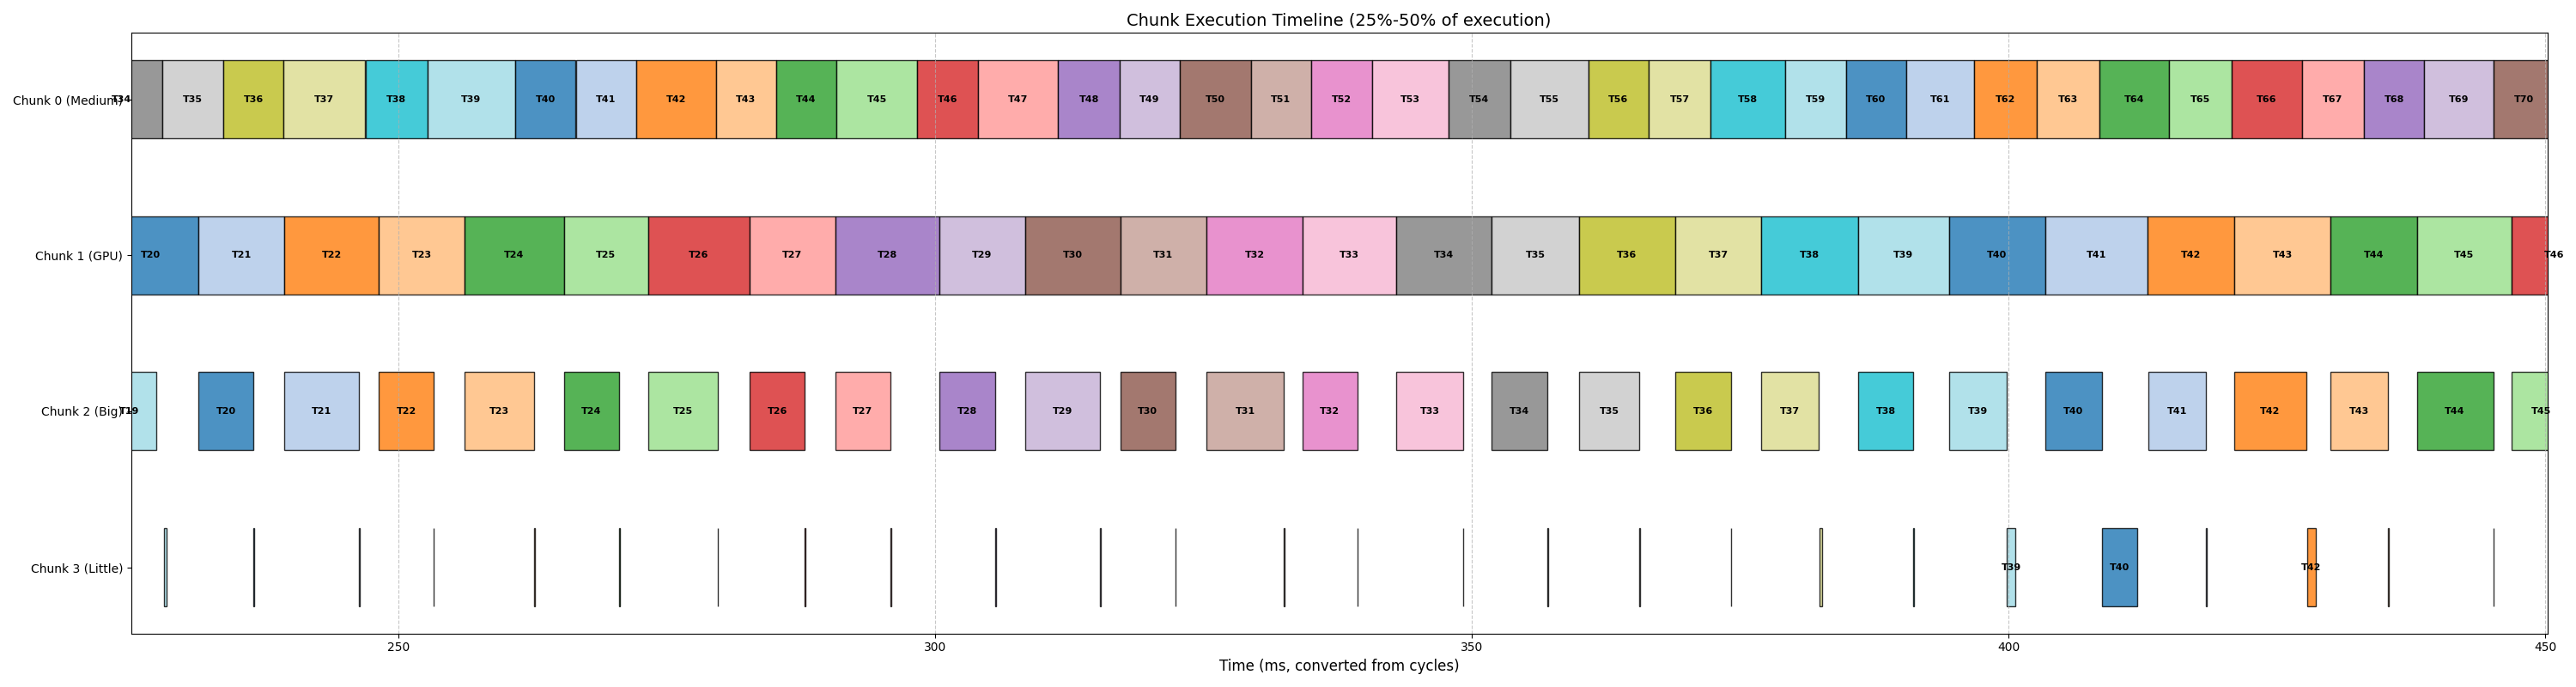 Chunk Execution Timeline (25%-50% of execution)
Chunk 0 (Medium)
T34 T35 T36 T37 T38 T39 T40 T41 T42 T43 T44 T45 T46 T47 T48 T49 T50 T51 T52 T53 T54 T55 T56 T57 T58 T59 T60 T61 T62 T63 T64 T65 T66 T67 T68 T69 T70
Chunk 1 (GPU)
T20 T21 T22 T23 T24 T25 T26 T27 T28 T29 T30 T31 T32 T33 T34 T35 T36 T37 T38 T39 T40 T41 T42 T43 T44 T45 T46
Chunk 2 (Big)
T19 T20 T21 T22 T23 T24 T25 T26 T27 T28 T29 T30 T31 T32 T33 T34 T35 T36 T37 T38 T39 T40 T41 T42 T43 T44 T45
Chunk 3 (Little)
T39 T40 T42
250 300 350 400 450
Time (ms, converted from cycles)